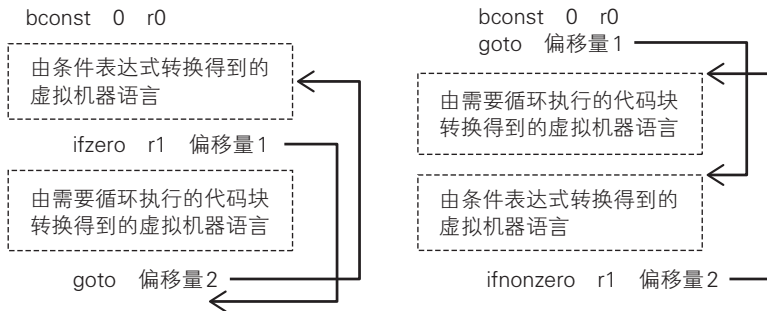 bconst 0 r0
由条件表达式转换得到的
虚拟机器语言
ifzero r1 偏移量1
由需要循环执行的代码块
转换得到的虚拟机器语言
goto 偏移量2
bconst 0 r0
goto 偏移量1
由需要循环执行的代码块
转换得到的虚拟机器语言
由条件表达式转换得到的
虚拟机器语言
ifnonzero r1 偏移量2